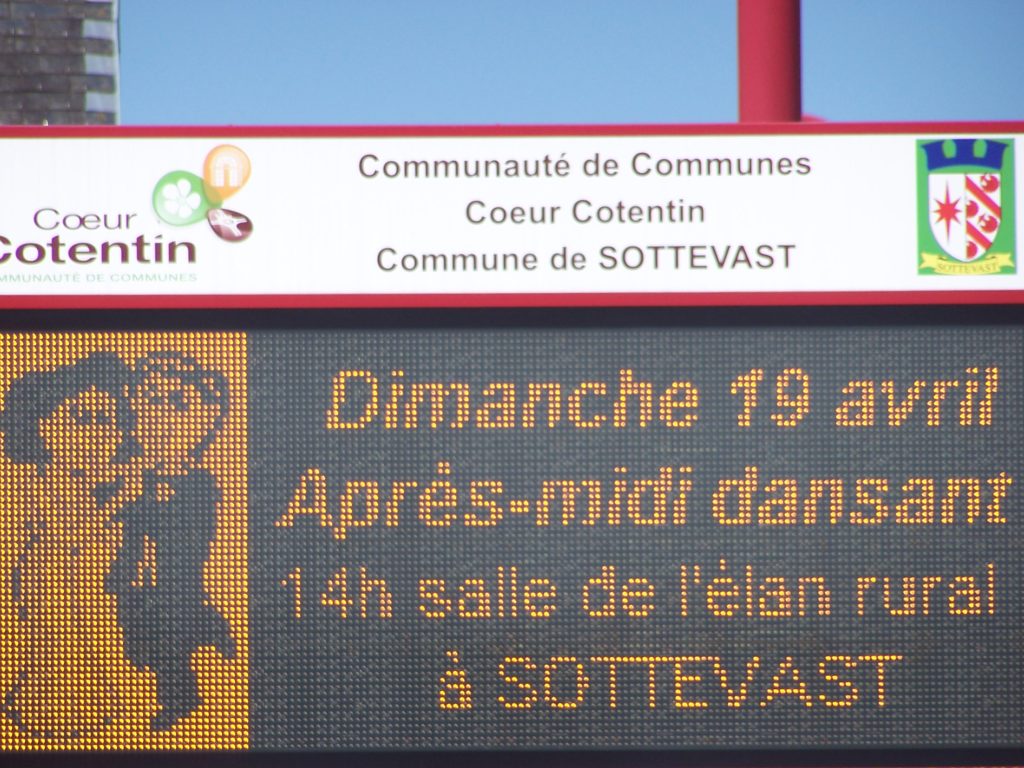 Communauté de Communes
Coeur Cotentin
Commune de SOTTEVAST
Cœur
Cotentin
COMMUNAUTÉ DE COMMUNES
SOTTEVAST
Dimanche 19 avril
Après-midi dansant
14h salle de l'élan rural
à SOTTEVAST